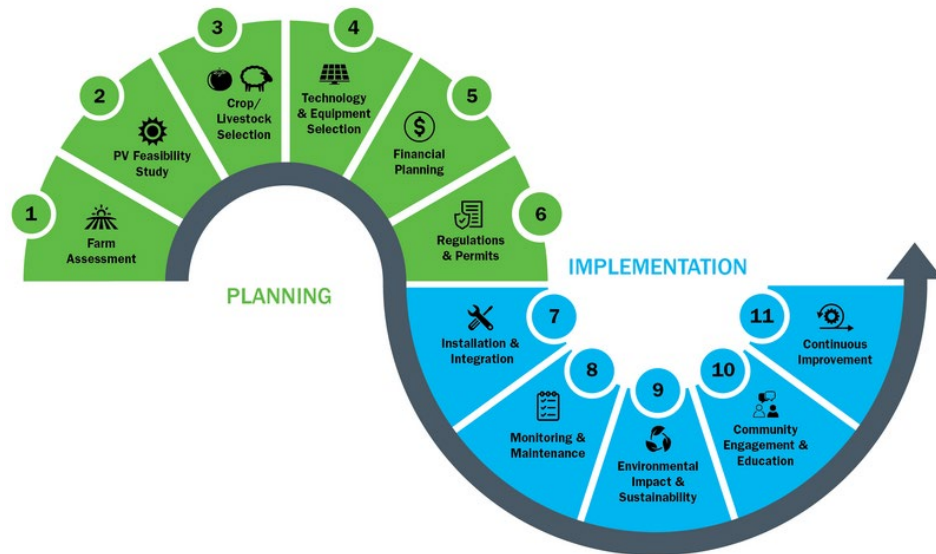 1
Farm
Assessment
2
PV Feasibility
Study
3
Crop/
Livestock
Selection
4
Technology
& Equipment
Selection
5
Financial
Planning
6
Regulations
& Permits
PLANNING
IMPLEMENTATION
7
Installation &
Integration
8
Monitoring &
Maintenance
9
Environmental
Impact &
Sustainability
10
Community
Engagement &
Education
11
Continuous
Improvement